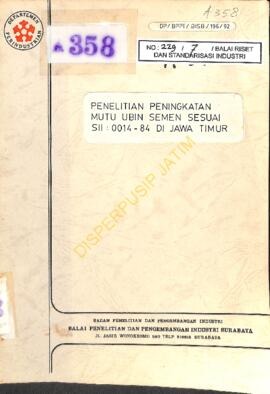 A 358
DP/BPPI/BISB/196/92
DEPARTEMEN
PERINDUSTRIAN
A 358
NO. 229 / 7 / BALAI RISET
DAN STANDARISASI INDUSTRI
PENELITIAN PENINGKATAN
MUTU UBIN SEMEN SESUAI
SII : 0014 - 84 DI JAWA TIMUR
DISPERPUSIP JATIM
BADAN PENELITIAN DAN PENGEMBANGAN INDUSTRI
BALAI PENELITIAN DAN PENGEMBANGAN INDUSTRI SURABAYA
JL. JAGIR WONOKROMO 360 TELP 816612 SURABAYA